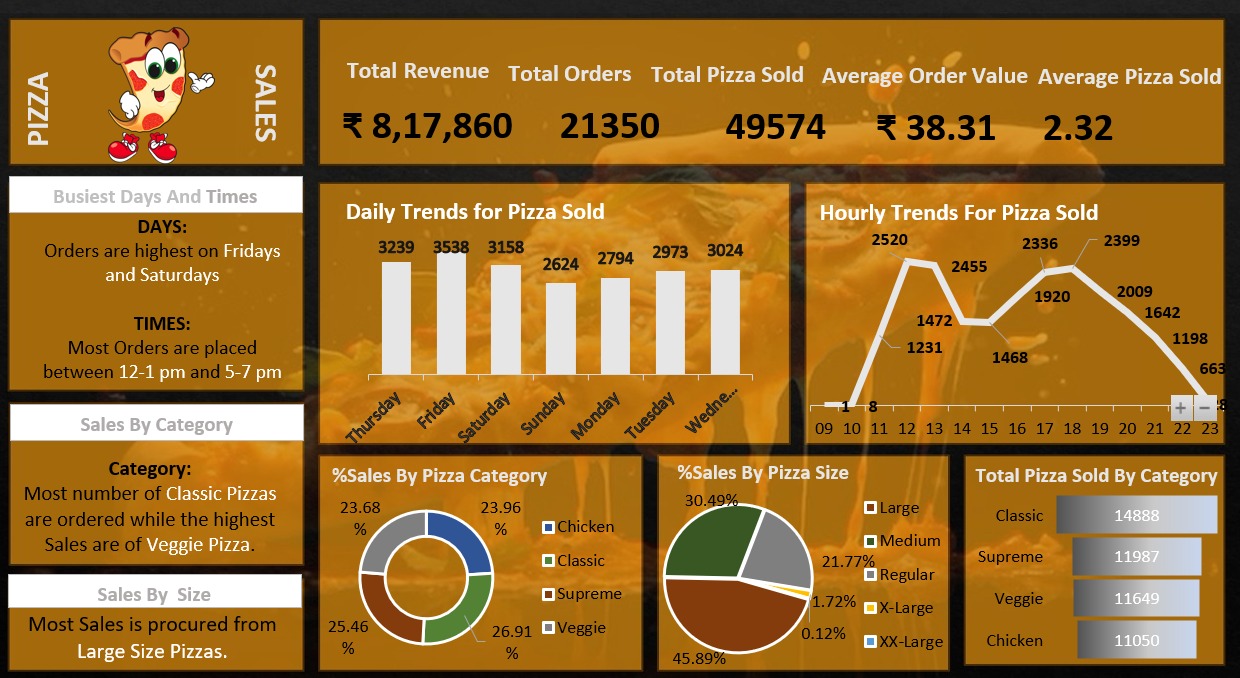 PIZZA
SALES
Total Revenue
₹ 8,17,860
Total Orders
21350
Total Pizza Sold
49574
Average Order Value
₹ 38.31
Average Pizza Sold
2.32
Busiest Days And Times
DAYS:
Orders are highest on Fridays
and Saturdays
TIMES:
Most Orders are placed
between 12-1 pm and 5-7 pm
Sales By Category
Category:
Most number of Classic Pizzas
are ordered while the highest
Sales are of Veggie Pizza.
Sales By Size
Most Sales is procured from
Large Size Pizzas.
Daily Trends for Pizza Sold
3239
3538
3158
2624
2794
2973
3024
Thursday
Friday
Saturday
Sunday
Monday
Tuesday
Wedne...
Hourly Trends For Pizza Sold
1
8
1231
2520
2455
1472
1468
1920
2336
2399
2009
1642
1198
663
8
+ −
09 10 11 12 13 14 15 16 17 18 19 20 21 22 23
%Sales By Pizza Category
23.68
%
23.96
%
25.46
%
26.91
%
Chicken
Classic
Supreme
Veggie
%Sales By Pizza Size
30.49%
21.77%
1.72%
0.12%
45.89%
Large
Medium
Regular
X-Large
XX-Large
Total Pizza Sold By Category
Classic 14888
Supreme 11987
Veggie 11649
Chicken 11050